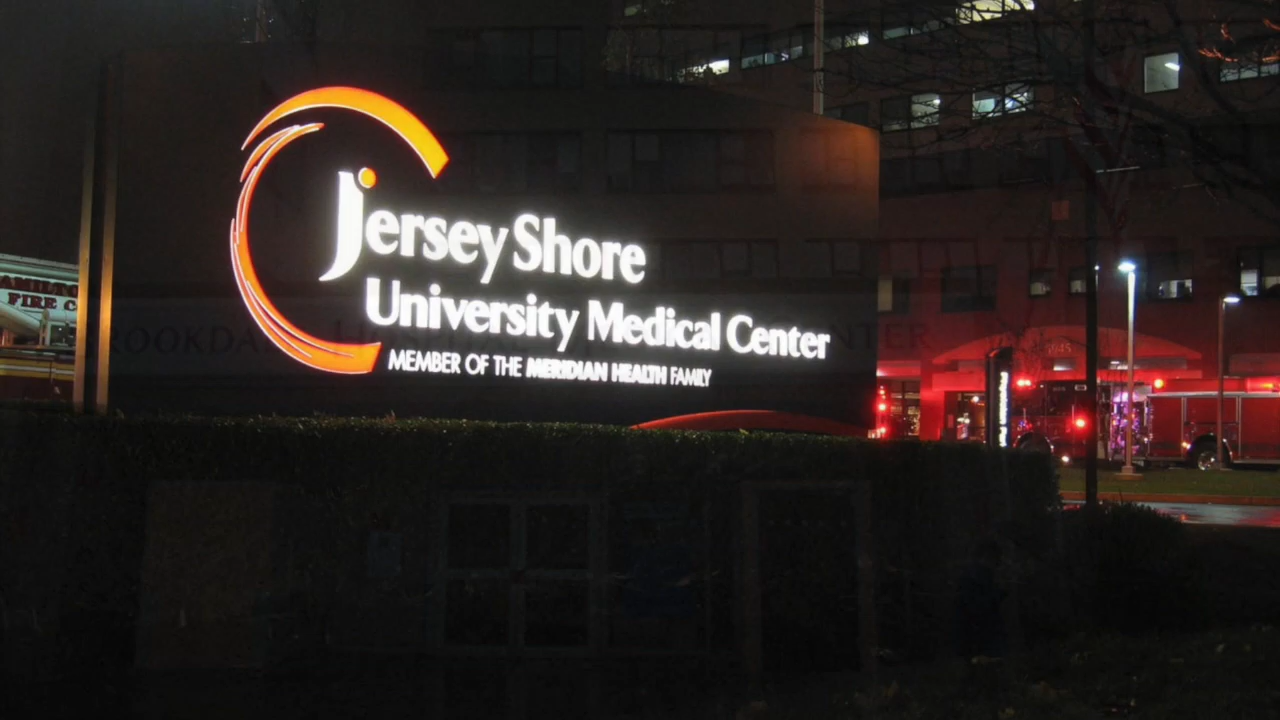 Jersey Shore
University Medical Center
MEMBER OF THE MERIDIAN HEALTH FAMILY
FIRE